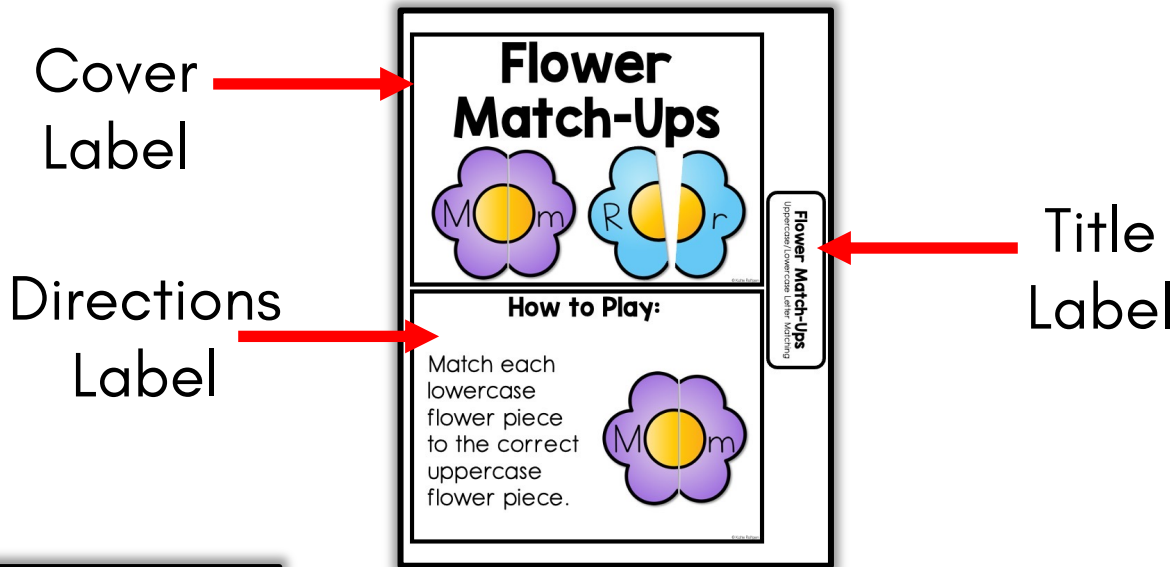 Cover
Label
Flower
Match-Ups
M m
R r
Flower Match-Ups
Uppercase/Lowercase Letter Matching
Title
Label
Directions
Label
How to Play:
Match each
lowercase
flower piece
to the correct
uppercase
flower piece.
M m